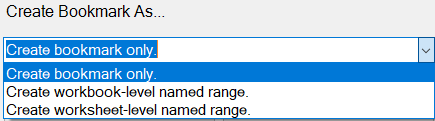 Create Bookmark As...
Create bookmark only.
Create bookmark only.
Create workbook-level named range.
Create worksheet-level named range.